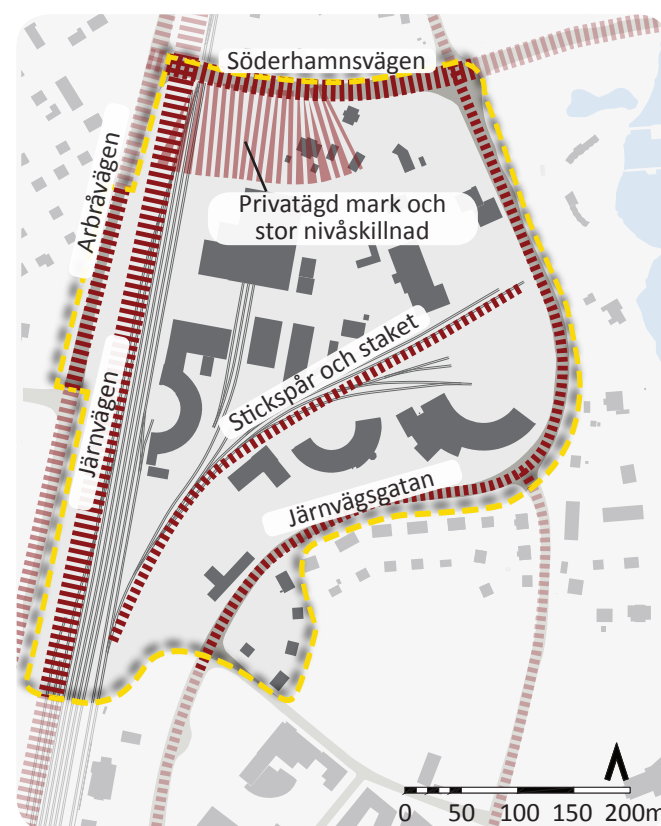 Söderhamnsvägen
Arbråvägen
Privatägd mark och
stor nivåskillnad
Stickspår och staket
Järnvägen
Järnvägsgatan
0 50 100 150 200m